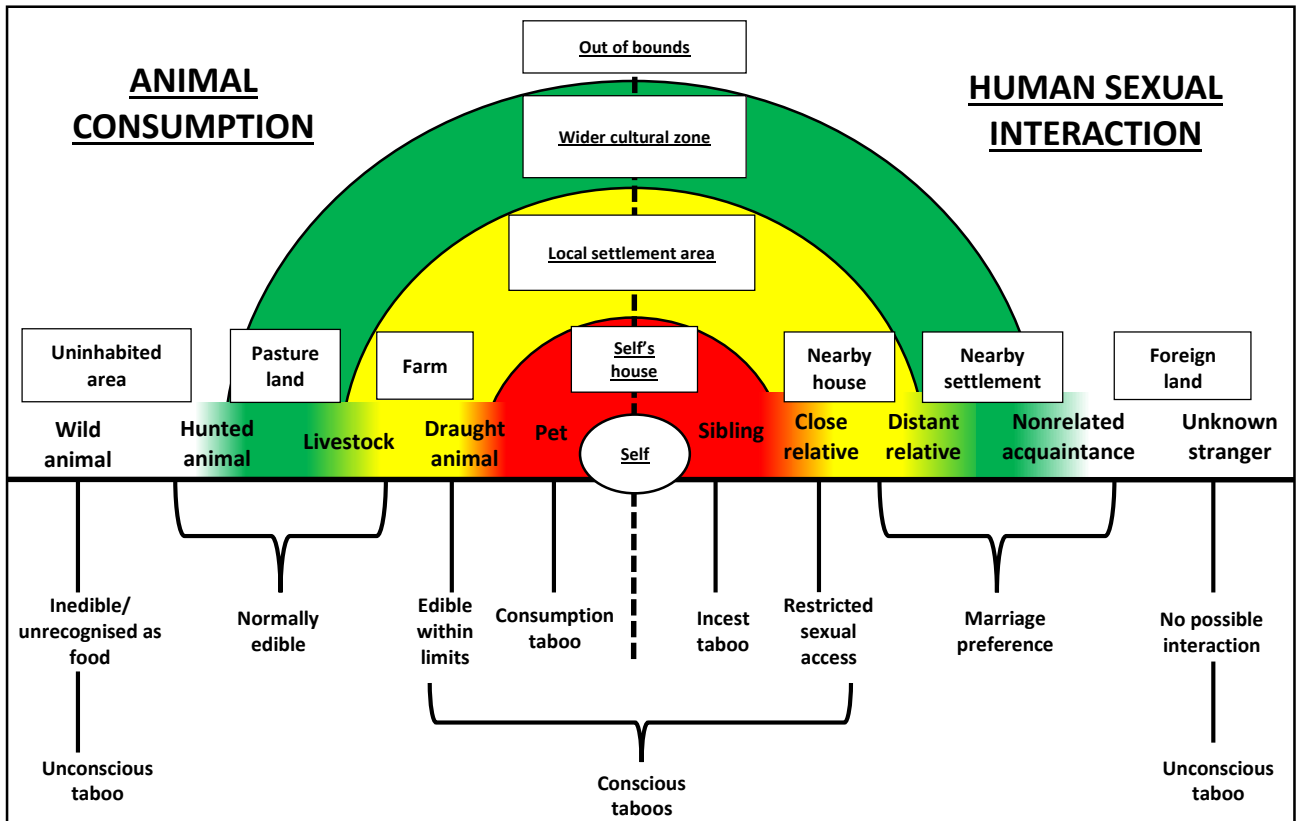 Out of bounds
ANIMAL
CONSUMPTION
HUMAN SEXUAL
INTERACTION
Wider cultural zone
Local settlement area
Uninhabited
area
Pasture
land
Farm
Self's
house
Nearby
house
Nearby
settlement
Foreign
land
Wild
animal
Hunted
animal
Livestock
Draught
animal
Pet
Self
Sibling
Close
relative
Distant
relative
Nonrelated
acquaintance
Unknown
stranger
Inedible/
unrecognised as
food
Normally
edible
Edible
within
limits
Consumption
taboo
Incest
taboo
Restricted
sexual
access
Marriage
preference
No possible
interaction
Unconscious
taboo
Conscious
taboos
Unconscious
taboo